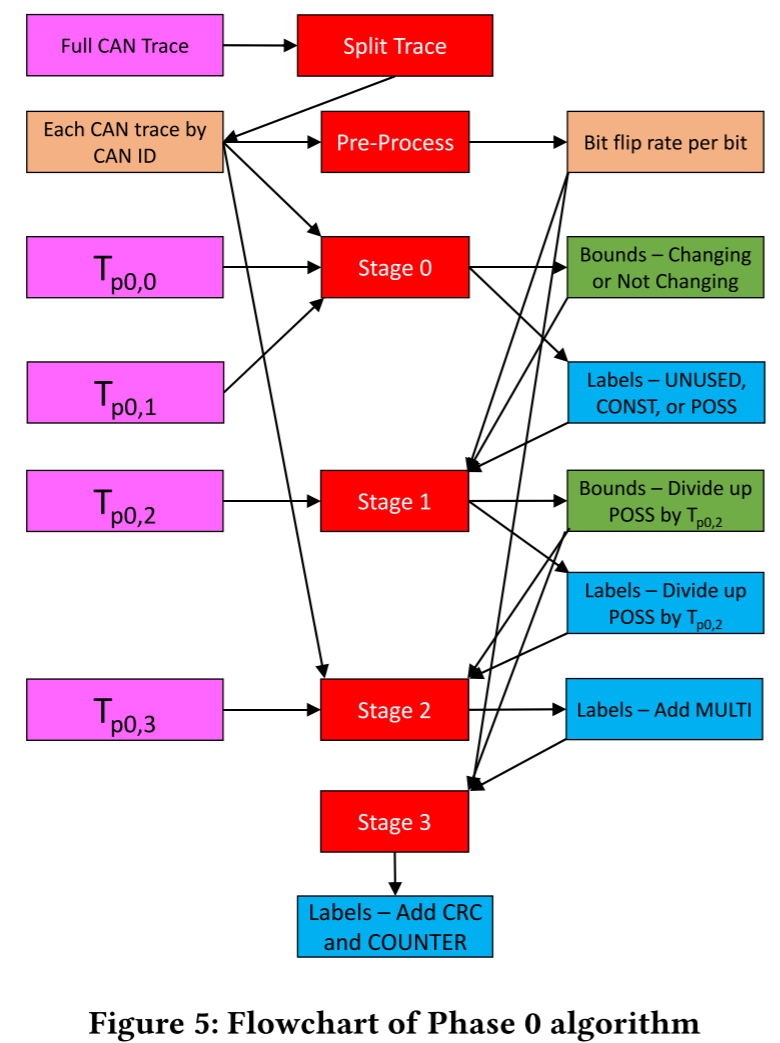 Full CAN Trace
Split Trace
Each CAN trace by
CAN ID
Pre-Process
Bit flip rate per bit
Tp0,0
Stage 0
Bounds – Changing
or Not Changing
Tp0,1
Labels – UNUSED,
CONST, or POSS
Tp0,2
Stage 1
Bounds – Divide up
POSS by Tp0,2
Labels – Divide up
POSS by Tp0,2
Tp0,3
Stage 2
Labels – Add MULTI
Stage 3
Labels – Add CRC
and COUNTER
Figure 5: Flowchart of Phase 0 algorithm